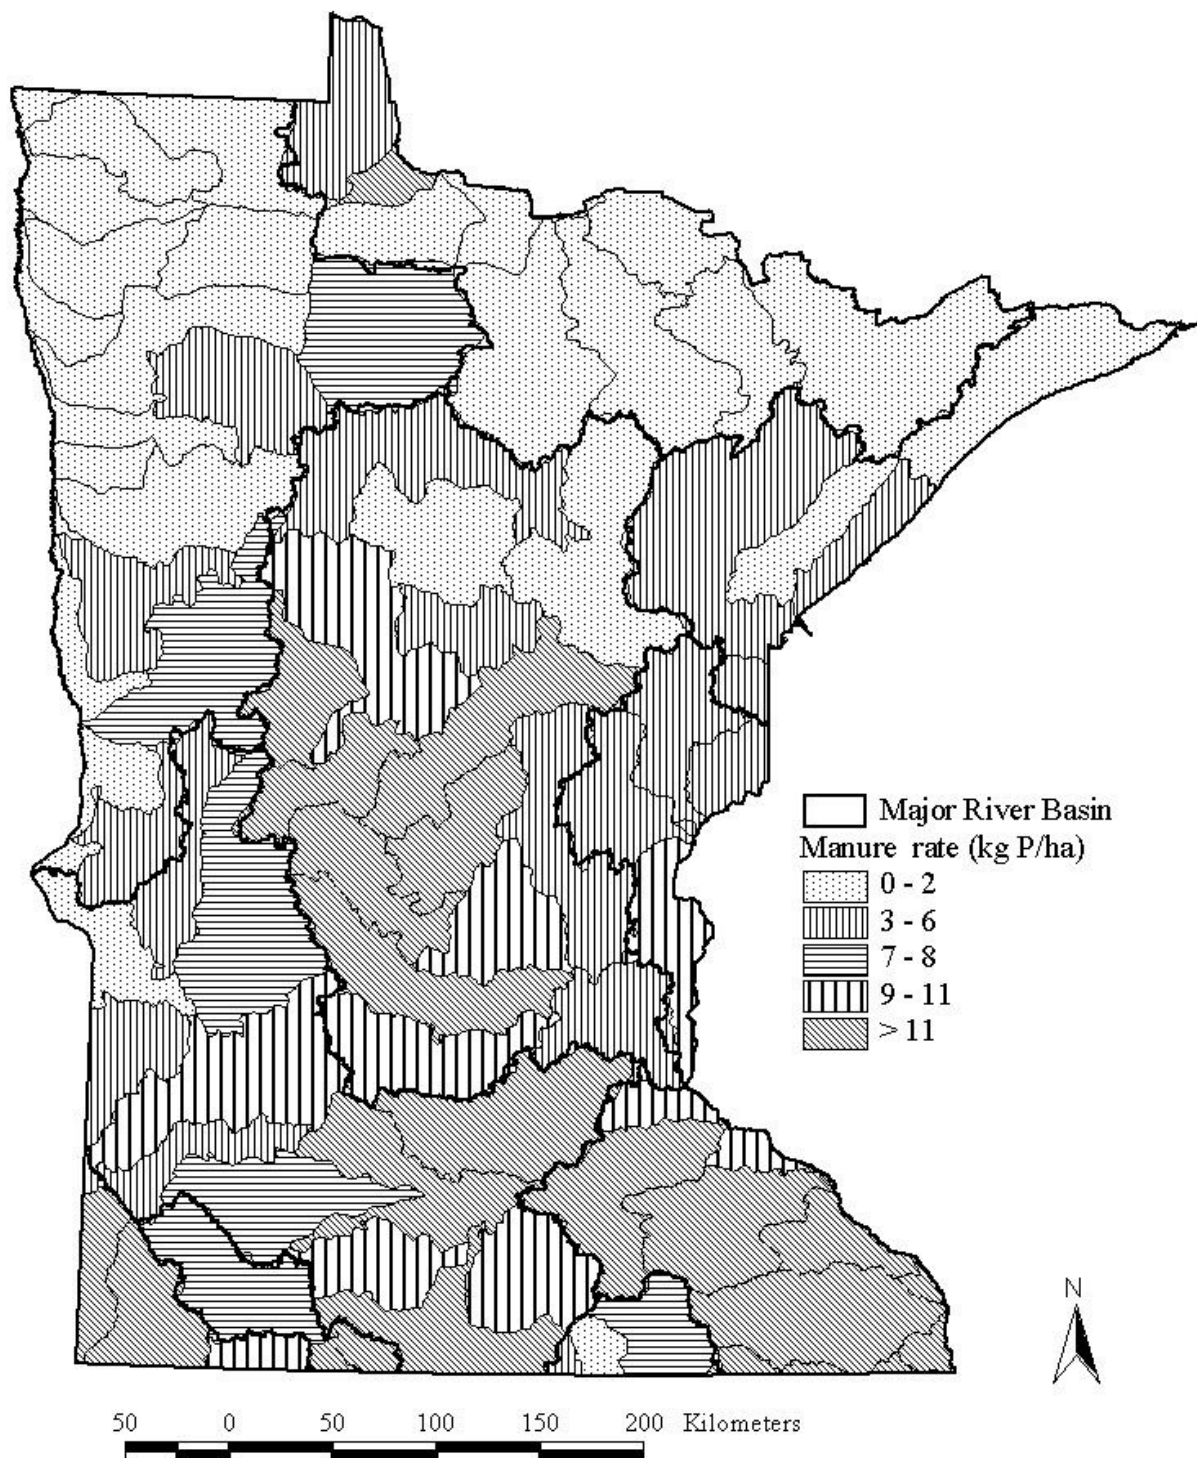 Major River Basin
Manure rate (kg P/ha)
0 - 2
3 - 6
7 - 8
9 - 11
> 11
N
50 0 50 100 150 200 Kilometers